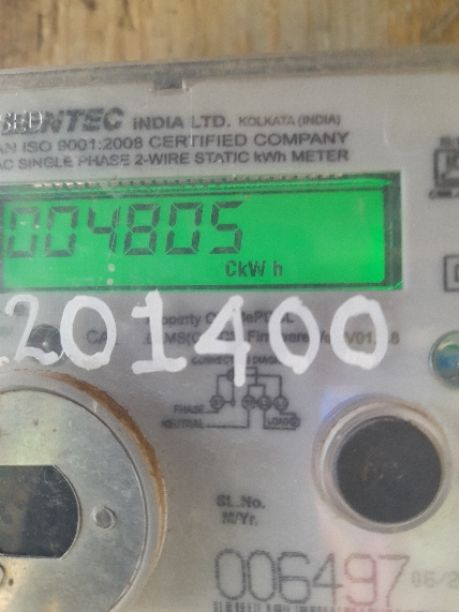 INDIA LTD. KOLKATA (INDIA)
AN ISO 9001:2008 CERTIFIED COMPANY
AC SINGLE PHASE 2-WIRE STATIC kWh METER
004805
CkW h
201400
PHASE
NEUTRAL
LOAD
SL.No.
M/Yr.
006497